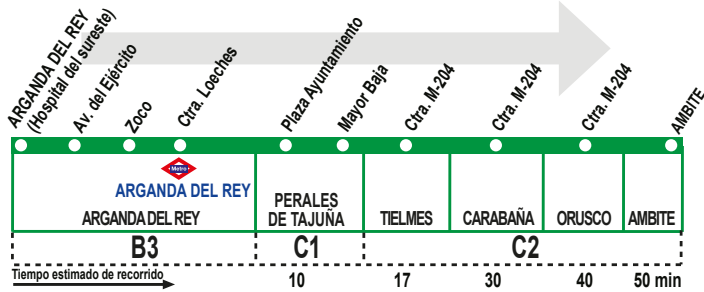 ARGANDA DEL REY
(Hospital del sureste)
Av. del Ejército
Zoco
Ctra. Loeches
Plaza Ayuntamiento
Mayor Baja
Ctra. M-204
Ctra. M-204
Ctra. M-204
AMBITE
Metro
ARGANDA DEL REY
ARGANDA DEL REY
PERALES
DE TAJUÑA
TIELMES
CARABAÑA
ORUSCO
AMBITE
B3
C1
C2
Tiempo estimado de recorrido
10
17
30
40
50 min